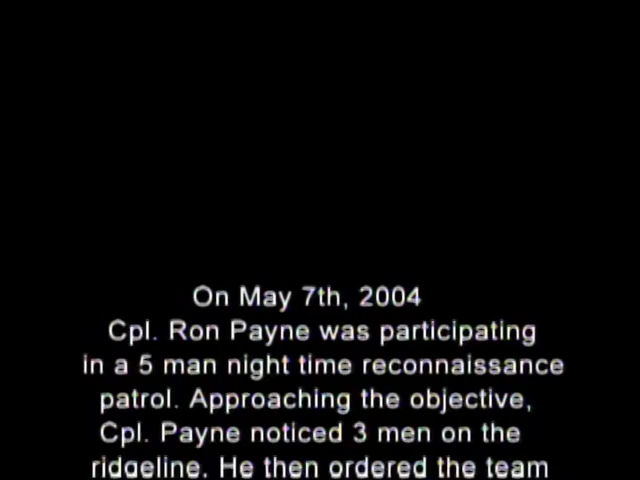 On May 7th, 2004
Cpl. Ron Payne was participating
in a 5 man night time reconnaissance
patrol. Approaching the objective,
Cpl. Payne noticed 3 men on the
ridgeline. He then ordered the team